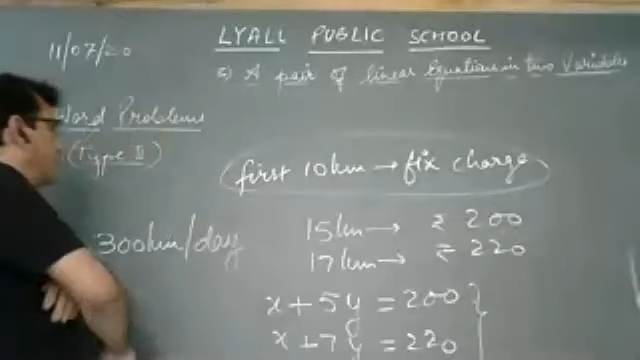 11/07/20
LYALL PUBLIC SCHOOL
A pair of linear Equations in two Variables
Word Problems
(Type II)
first 10km → fix charge
300km/day
15km → ₹ 200
17km → ₹ 220
x + 5y = 200
x + 7y = 220